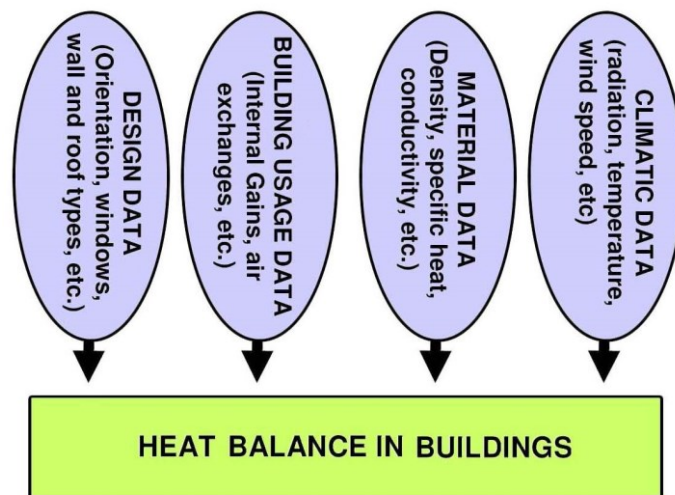 DESIGN DATA
(Orientation, windows,
wall and roof types, etc.)
BUILDING USAGE DATA
(Internal Gains, air
exchanges, etc.)
MATERIAL DATA
(Density, specific heat,
conductivity, etc.)
CLIMATIC DATA
(radiation, temperature,
wind speed, etc)
HEAT BALANCE IN BUILDINGS